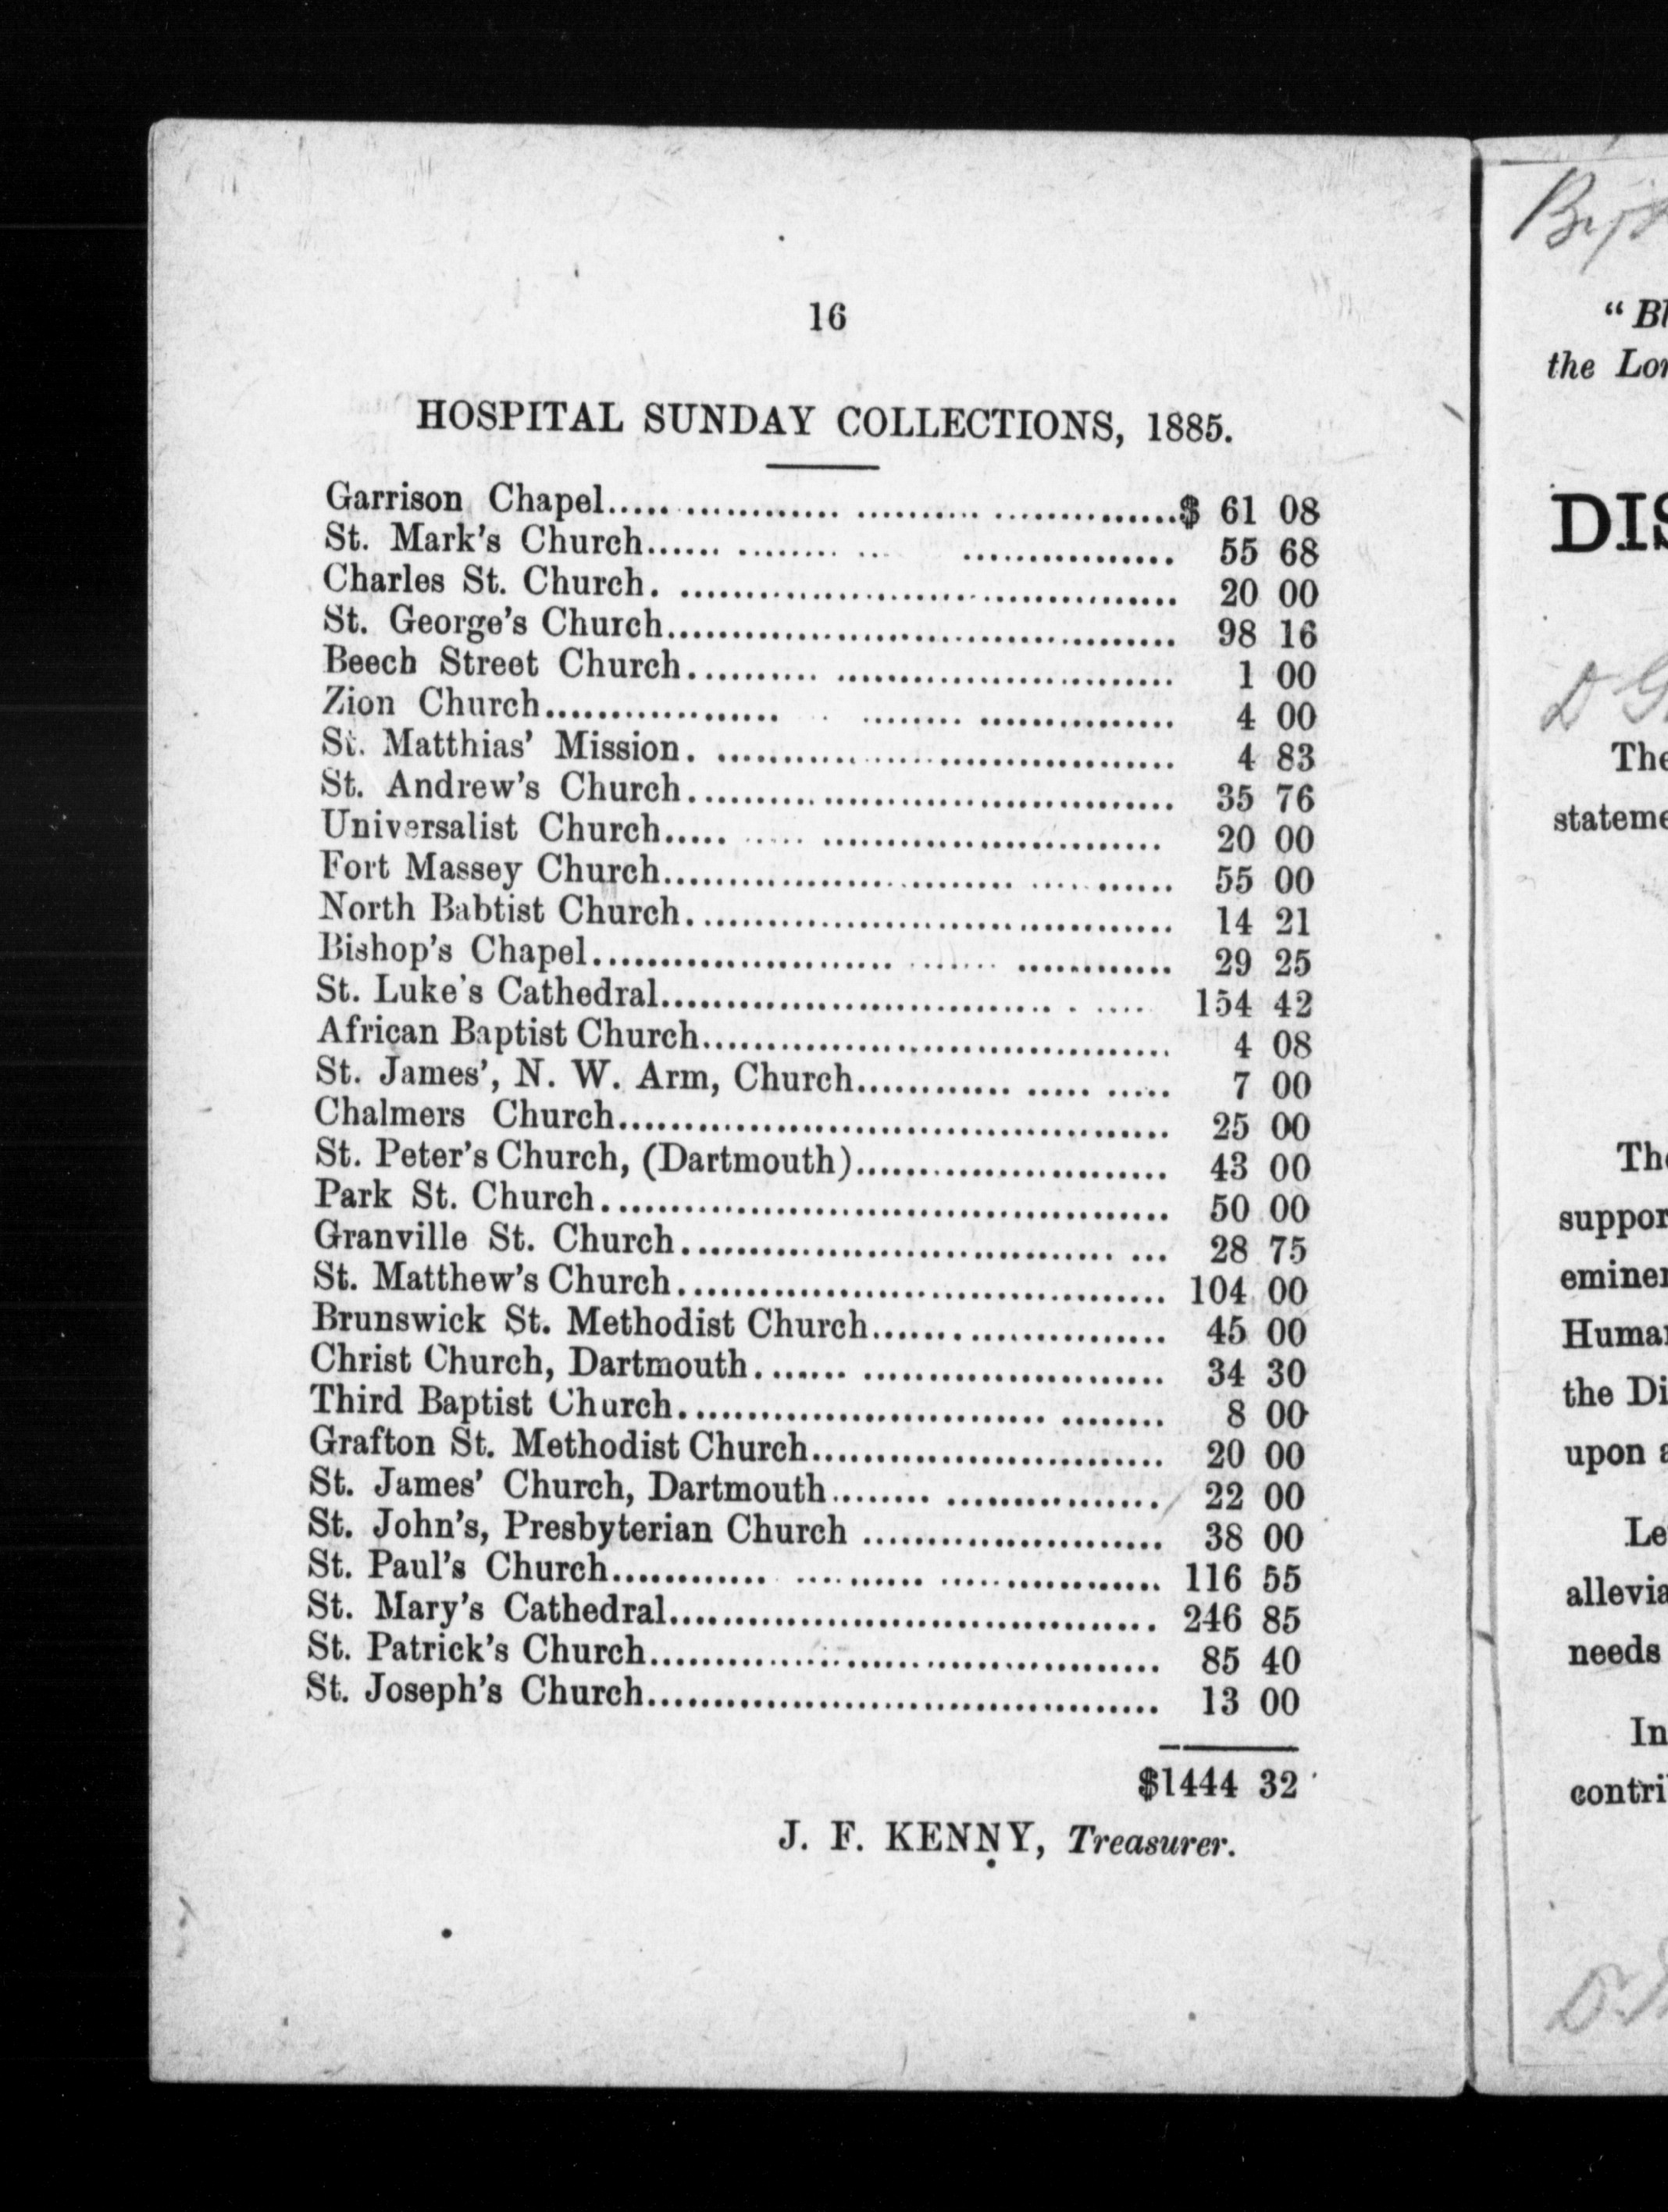 16
HOSPITAL SUNDAY COLLECTIONS, 1885.
Garrison Chapel..... ............ .......... ..............$ 61 08
St. Mark's Church...... ........ ... ................ 55 68
Charles St. Church. ...................................... 20 00
St. George's Church....................................... 98 16
Beech Street Church.......... .......................... 1 00
Zion Church.................. . ........ ............... 4 00
St. Matthias' Mission. ................................... 4 83
St. Andrew's Church..................................... 35 76
Universalist Church..... ..... .......................... 20 00
Fort Massey Church........................... ..... ...... 55 00
North Babtist Church..................................... 14 21
Bishop's Chapel....................... ....... ............ 29 25
St. Luke's Cathedral.............................. . .... 154 42
African Baptist Church.................................... 4 08
St. James', N. W. Arm, Church............ ..... ..... 7 00
Chalmers Church.......................................... 25 00
St. Peter's Church, (Dartmouth)........................ 43 00
Park St. Church........................................... 50 00
Granville St. Church................................. ... 28 75
St. Matthew's Church..................................... 104 00
Brunswick St. Methodist Church....................... 45 00
Christ Church, Dartmouth....... ....................... 34 30
Third Baptist Church............................ ........ 8 00
Grafton St. Methodist Church........................... 20 00
St. James' Church, Dartmouth........ ................ 22 00
St. John's, Presbyterian Church ....................... 38 00
St. Paul's Church............ .......... ................. 116 55
St. Mary's Cathedral..................................... 246 85
St. Patrick's Church....................................... 85 40
St. Joseph's Church....................................... 13 00
$1444 32
J. F. KENNY, Treasurer.
"Bl
the Lor
DIS
The
stateme
The
suppor
eminen
Human
the Di
upon a
Le
allevia
needs
In
contri